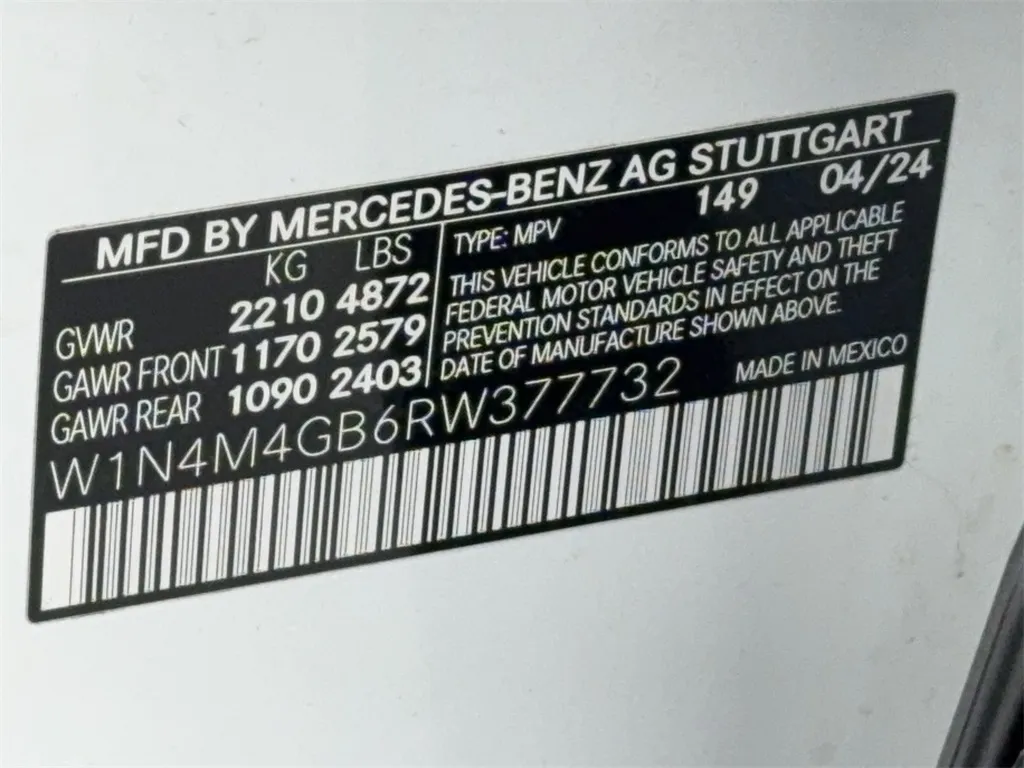 MFD BY MERCEDES-BENZ AG STUTTGART
149 04/24
KG LBS
GVWR 2210 4872
GAWR FRONT 1170 2579
GAWR REAR 1090 2403
TYPE: MPV
THIS VEHICLE CONFORMS TO ALL APPLICABLE
FEDERAL MOTOR VEHICLE SAFETY AND THEFT
PREVENTION STANDARDS IN EFFECT ON THE
DATE OF MANUFACTURE SHOWN ABOVE.
W1N4M4GB6RW377732
MADE IN MEXICO